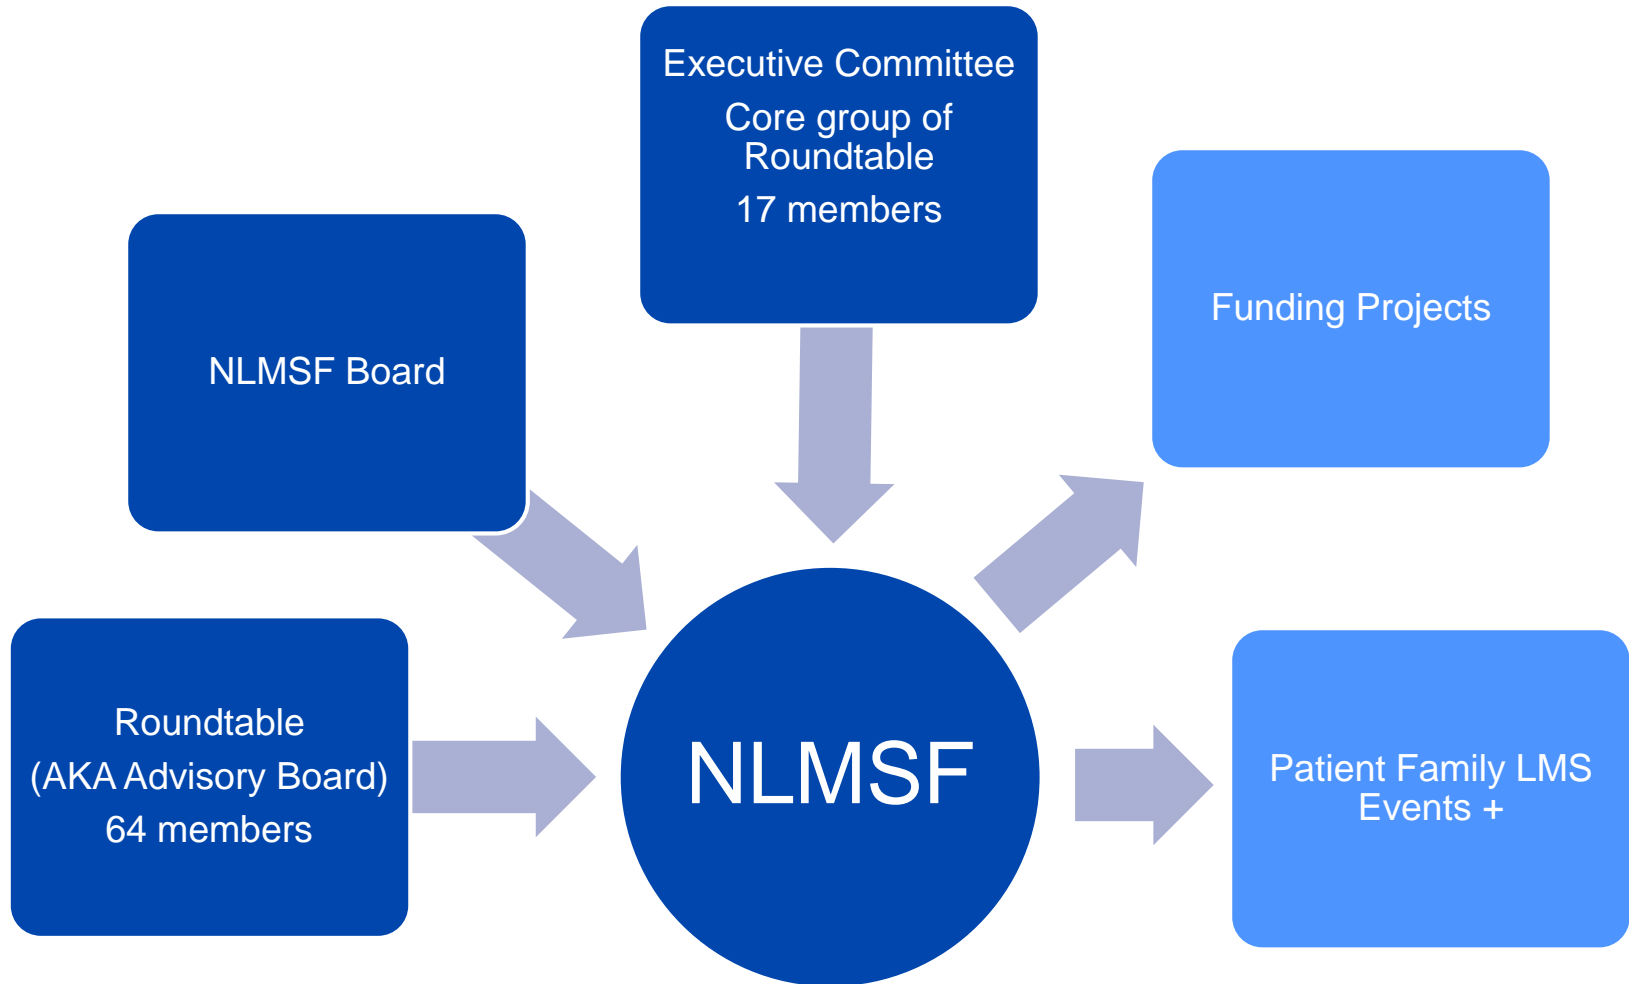 Executive Committee
Core group of
Roundtable
17 members
Funding Projects
NLMSF Board
Roundtable
(AKA Advisory Board)
64 members
NLMSF
Patient Family LMS
Events +